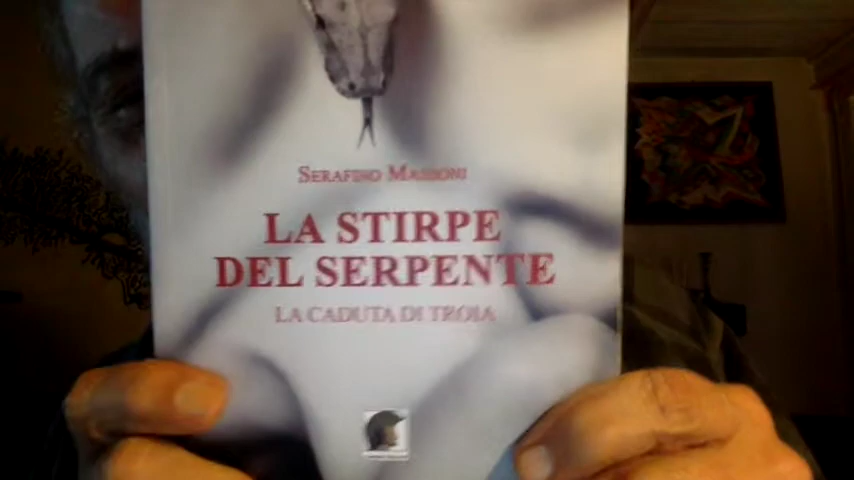 SERAFINO MASSONI
LA STIRPE
DEL SERPENTE
LA CADUTA DI TROIA